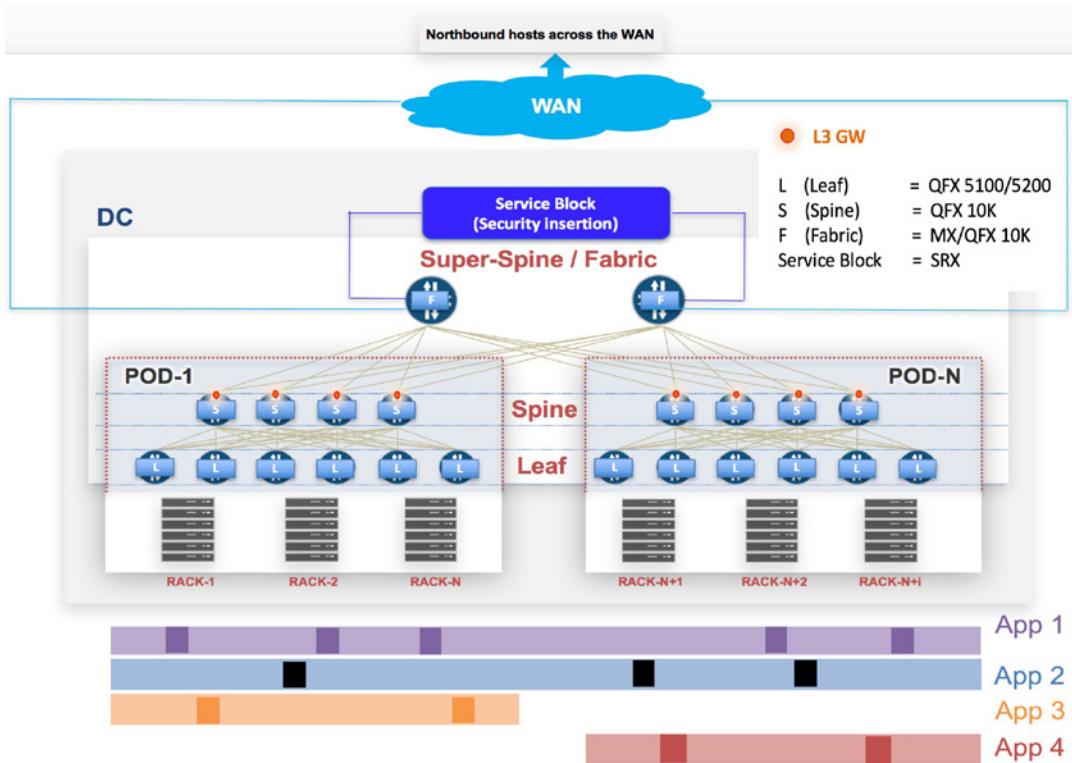 Northbound hosts across the WAN
WAN
L3 GW
L (Leaf) = QFX 5100/5200
S (Spine) = QFX 10K
F (Fabric) = MX/QFX 10K
Service Block = SRX
DC
Service Block
(Security insertion)
Super-Spine / Fabric
F F
POD-1 POD-N
S S S S Spine S S S S
L L L L L L Leaf L L L L L L
RACK-1 RACK-2 RACK-N RACK-N+1 RACK-N+2 RACK-N+i
App 1
App 2
App 3
App 4